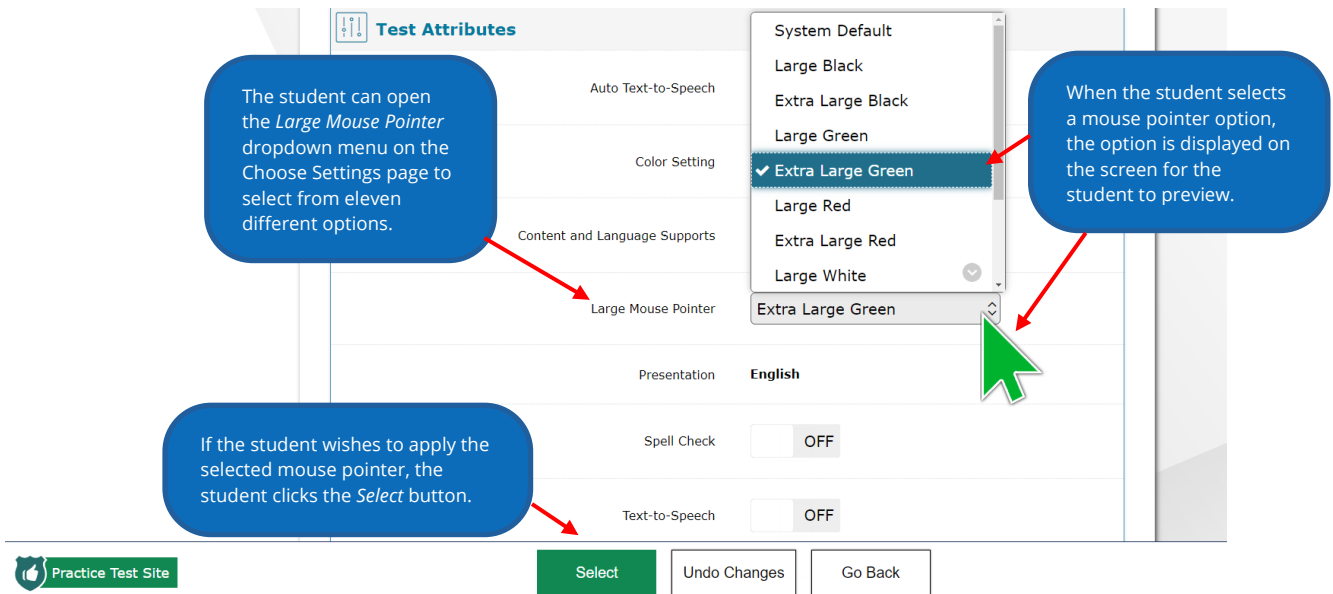 Test Attributes
System Default
Large Black
Extra Large Black
Large Green
Extra Large Green
Large Red
Extra Large Red
Large White
The student can open
the Large Mouse Pointer
dropdown menu on the
Choose Settings page to
select from eleven
different options.
When the student selects
a mouse pointer option,
the option is displayed on
the screen for the
student to preview.
Auto Text-to-Speech
Color Setting
Content and Language Supports
Large Mouse Pointer
Extra Large Green
Presentation
English
Spell Check
OFF
If the student wishes to apply the
selected mouse pointer, the
student clicks the Select button.
Text-to-Speech
OFF
Practice Test Site
Select
Undo Changes
Go Back